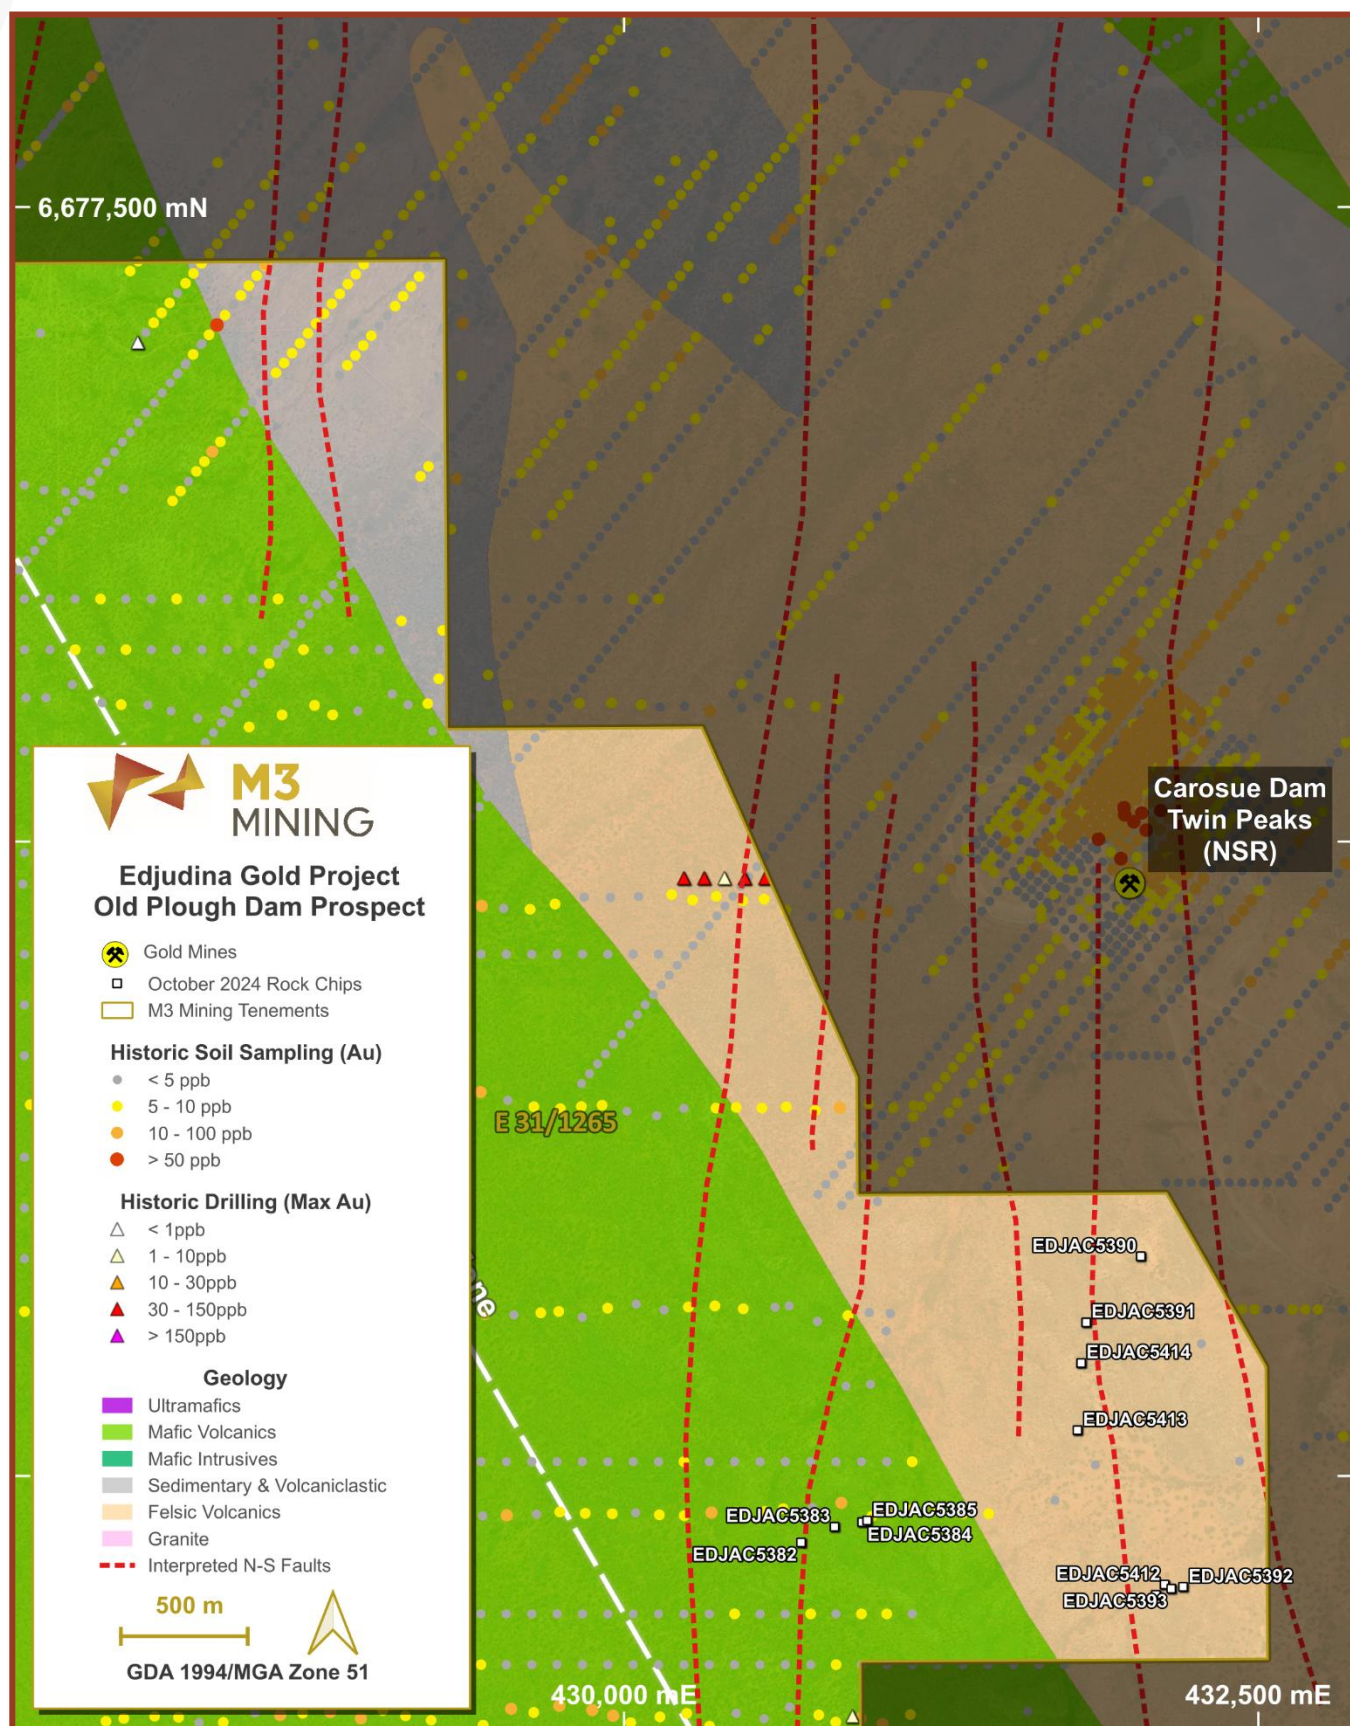 6,677,500 mN
Carosue Dam
Twin Peaks
(NSR)
M3
MINING
Edjudina Gold Project
Old Plough Dam Prospect
Gold Mines
October 2024 Rock Chips
M3 Mining Tenements
Historic Soil Sampling (Au)
< 5 ppb
5 - 10 ppb
10 - 100 ppb
> 50 ppb
Historic Drilling (Max Au)
< 1ppb
1 - 10ppb
10 - 30ppb
30 - 150ppb
> 150ppb
Geology
Ultramafics
Mafic Volcanics
Mafic Intrusives
Sedimentary & Volcaniclastic
Felsic Volcanics
Granite
Interpreted N-S Faults
500 m
GDA 1994/MGA Zone 51
E 31/1265
EDJAC5390
EDJAC5391
EDJAC5414
EDJAC5413
EDJAC5383
EDJAC5385
EDJAC5384
EDJAC5382
EDJAC5412
EDJAC5392
EDJAC5393
430,000 mE
432,500 mE